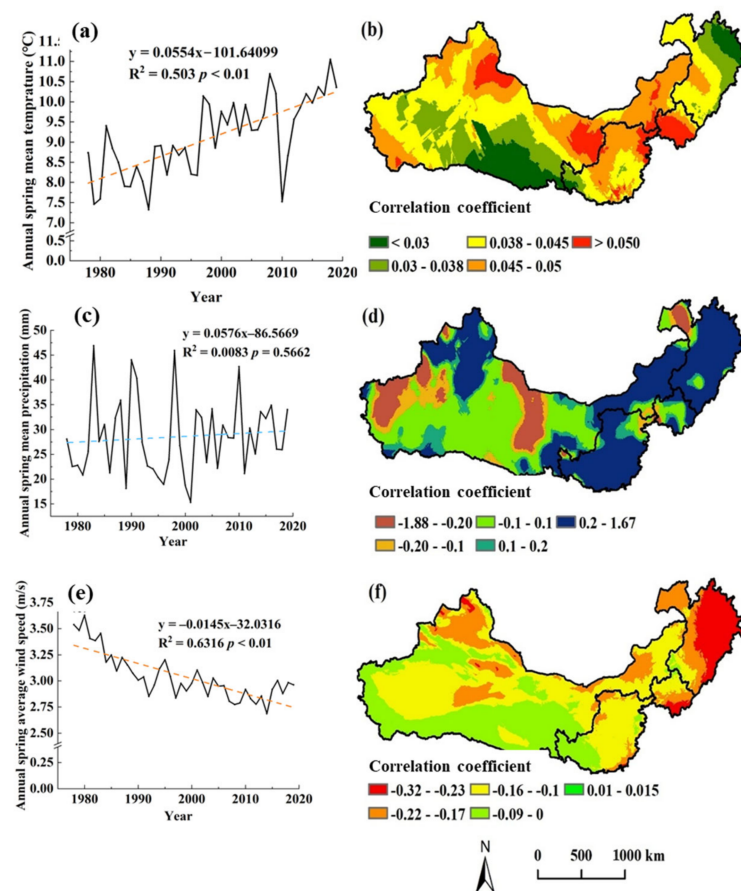 (a)
y = 0.0554x−101.64099
R² = 0.503 p < 0.01
Annual spring mean temprature (°C)
11.5
11.0
10.5
10.0
9.5
9.0
8.5
8.0
7.5
7.0
0.5
0.0
1980
1990
2000
2010
2020
Year
(b)
Correlation coefficient
< 0.03
0.038 - 0.045
> 0.050
0.03 - 0.038
0.045 - 0.05
(c)
y = 0.0576x–86.5669
R² = 0.0083 p = 0.5662
Annual spring mean precipitation (mm)
50
45
40
35
30
25
20
15
1980
1990
2000
2010
2020
Year
(d)
Correlation coefficient
-1.88 - -0.20
-0.1 - 0.1
0.2 - 1.67
-0.20 - -0.1
0.1 - 0.2
(e)
y = –0.0145x–32.0316
R² = 0.6316 p < 0.01
Annual spring average wind speed (m/s)
3.75
3.50
3.25
3.00
2.75
2.50
0.00
1980
1990
2000
2010
2020
Year
(f)
Correlation coefficient
-0.32 - -0.23
-0.16 - -0.1
0.01 - 0.015
-0.22 - -0.17
-0.09 - 0
N
0
500
1000 km